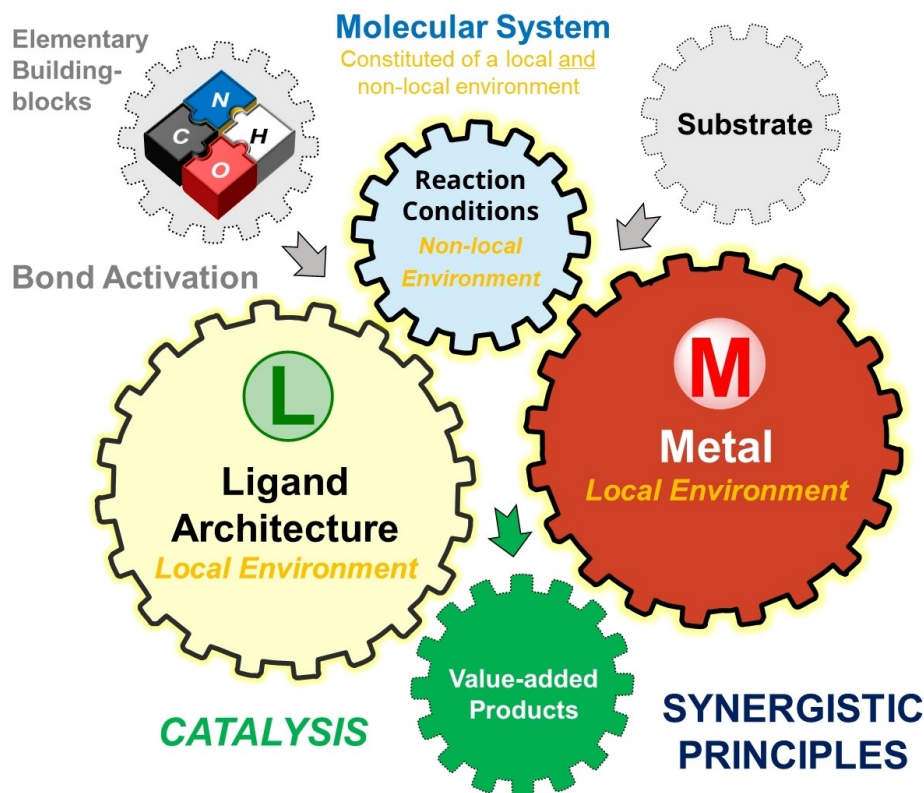 Elementary
Building-
blocks
N
C
H
O
Molecular System
Constituted of a local and
non-local environment
Substrate
Reaction
Conditions
Non-local
Environment
Bond Activation
L
Ligand
Architecture
Local Environment
M
Metal
Local Environment
Value-added
Products
CATALYSIS
SYNERGISTIC
PRINCIPLES